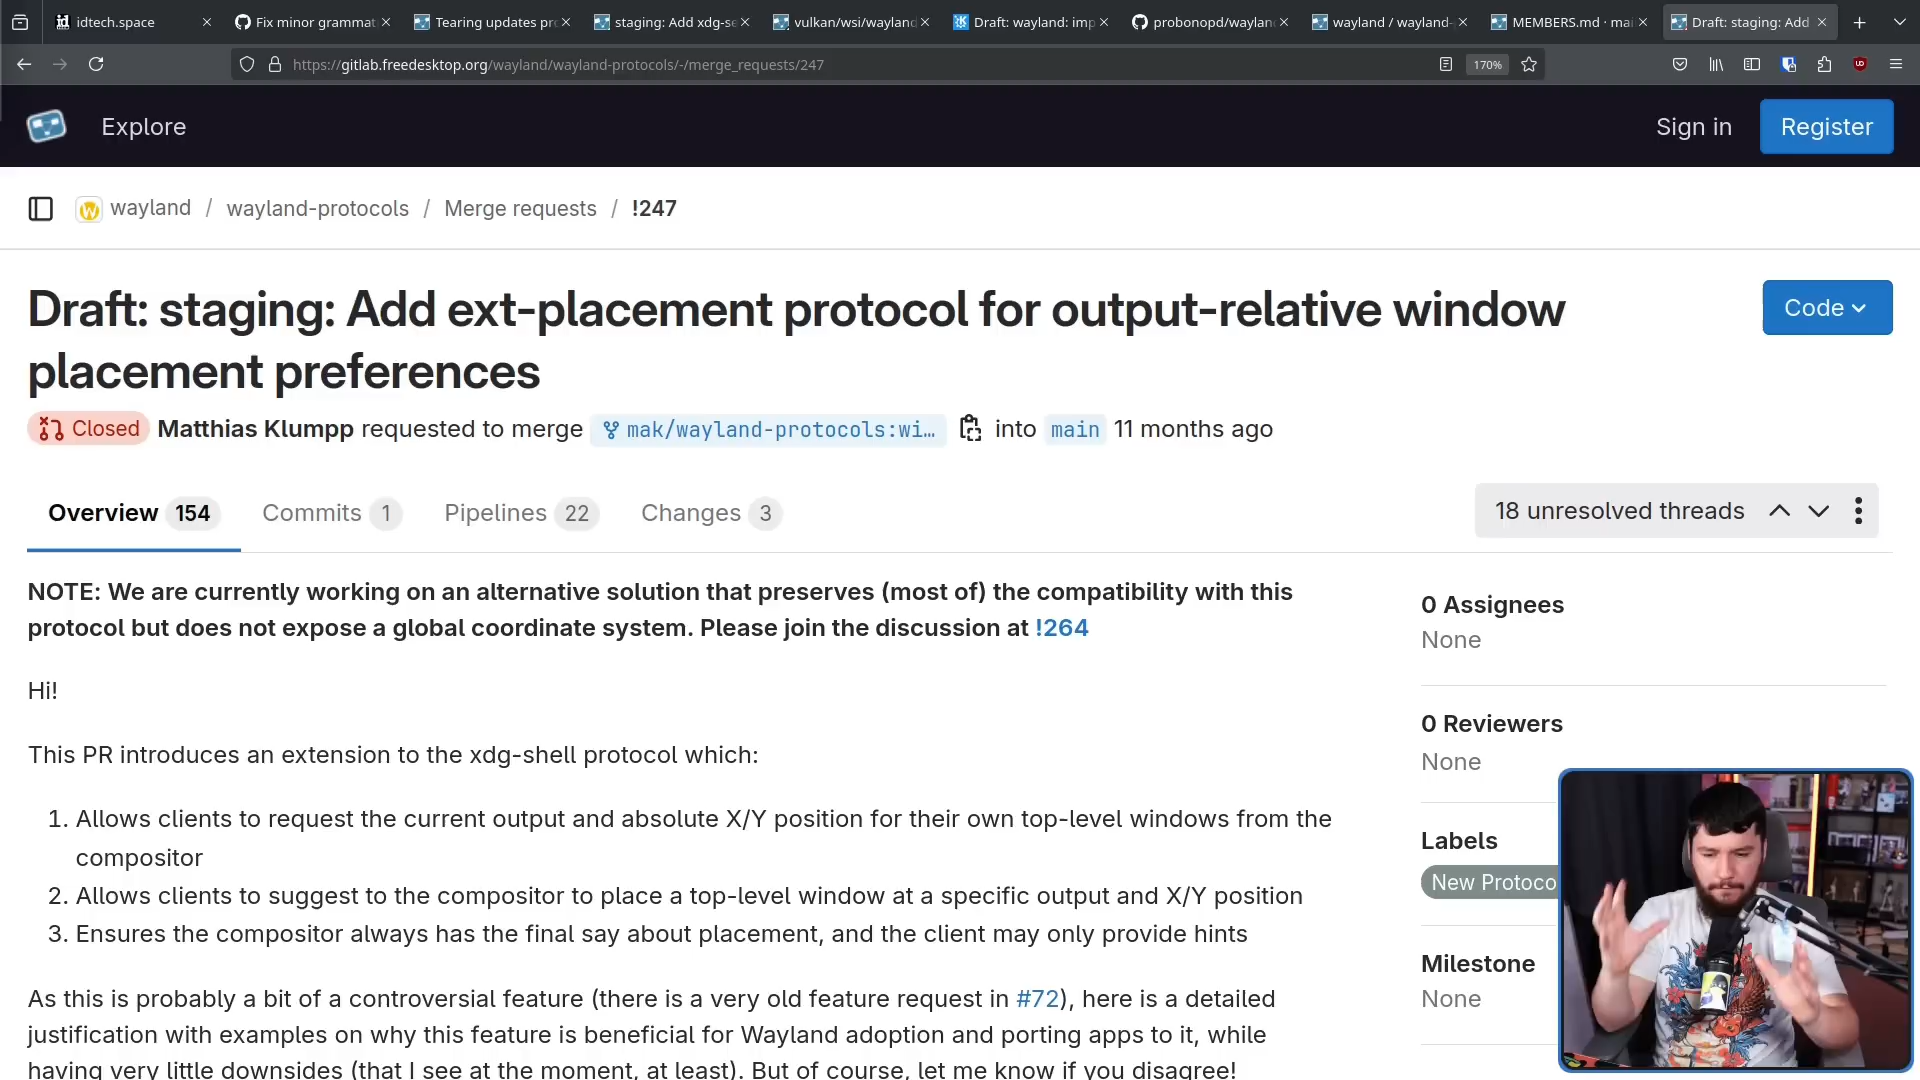 idtech.space
Fix minor grammat
Tearing updates pro
staging: Add xdg-se
vulkan/wsi/wayland
Draft: wayland: imp
probonopd/wayland
wayland / wayland-
MEMBERS.md · mai
Draft: staging: Add
https://gitlab.freedesktop.org/wayland/wayland-protocols/-/merge_requests/247
170%
Explore
Sign in
Register
wayland / wayland-protocols / Merge requests / !247
Draft: staging: Add ext-placement protocol for output-relative window
placement preferences
Code
Closed Matthias Klumpp requested to merge mak/wayland-protocols:wi… into main 11 months ago
Overview 154 Commits 1 Pipelines 22 Changes 3
18 unresolved threads
NOTE: We are currently working on an alternative solution that preserves (most of) the compatibility with this
protocol but does not expose a global coordinate system. Please join the discussion at !264
Hi!
This PR introduces an extension to the xdg-shell protocol which:
1. Allows clients to request the current output and absolute X/Y position for their own top-level windows from the
compositor
2. Allows clients to suggest to the compositor to place a top-level window at a specific output and X/Y position
3. Ensures the compositor always has the final say about placement, and the client may only provide hints
As this is probably a bit of a controversial feature (there is a very old feature request in #72), here is a detailed
justification with examples on why this feature is beneficial for Wayland adoption and porting apps to it, while
having very little downsides (that I see at the moment, at least). But of course, let me know if you disagree!
0 Assignees
None
0 Reviewers
None
Labels
New Protoco
Milestone
None